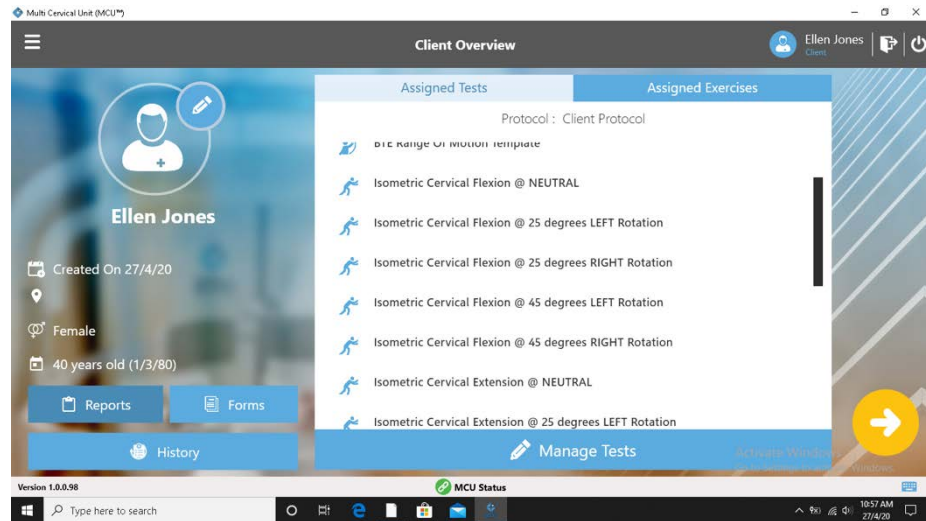 Multi Cervical Unit (MCU™)
Client Overview
Ellen Jones
Client
Assigned Tests
Assigned Exercises
Protocol : Client Protocol
BTE Range Of Motion Template
Isometric Cervical Flexion @ NEUTRAL
Isometric Cervical Flexion @ 25 degrees LEFT Rotation
Isometric Cervical Flexion @ 25 degrees RIGHT Rotation
Isometric Cervical Flexion @ 45 degrees LEFT Rotation
Isometric Cervical Flexion @ 45 degrees RIGHT Rotation
Isometric Cervical Extension @ NEUTRAL
Isometric Cervical Extension @ 25 degrees LEFT Rotation
Manage Tests
Ellen Jones
Created On 27/4/20
Female
40 years old (1/3/80)
Reports
Forms
History
Activate Windows
Version 1.0.0.98
MCU Status
Type here to search
10:57 AM
27/4/20